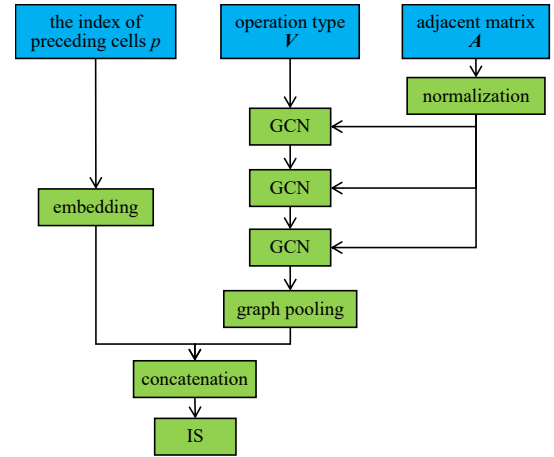 the index of
preceding cells p
operation type
V
adjacent matrix
A
normalization
GCN
GCN
embedding
GCN
graph pooling
concatenation
IS